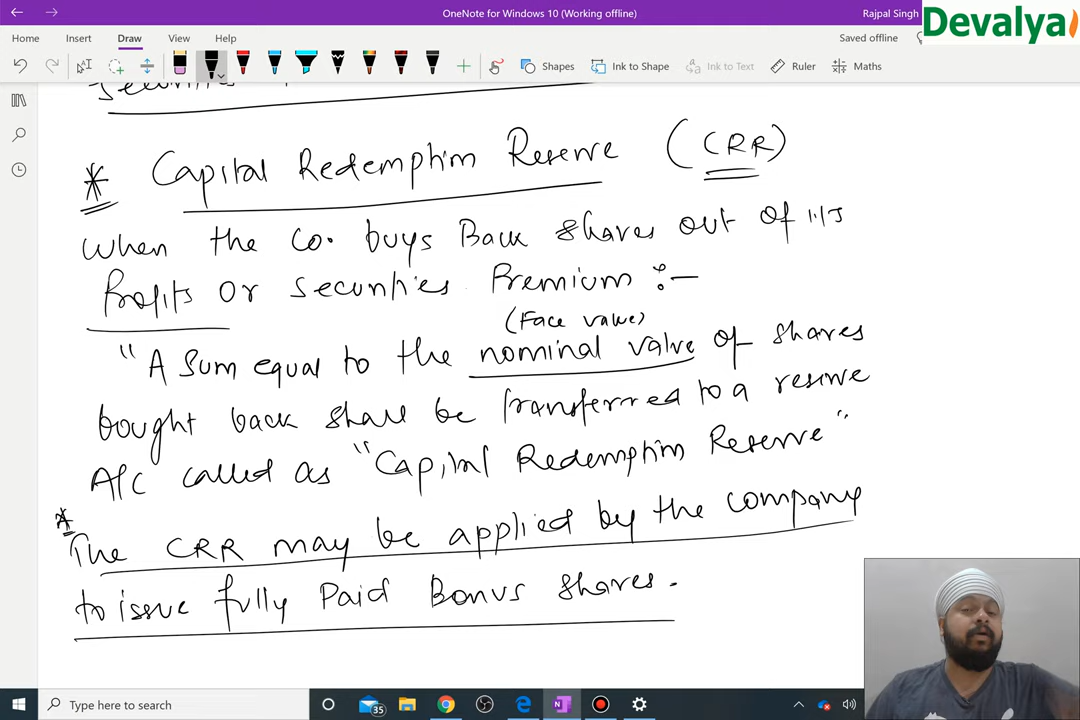 OneNote for Windows 10 (Working offline)
Rajpal Singh
Devalya
Home Insert Draw View Help
Saved offline
Shapes Ink to Shape Ink to Text Ruler Maths
Securities
* Capital Redemption Reserve (CRR)
When the Co. buys Back shares out of its
Profits or Securities Premium :-
(Face value)
"A Sum equal to the nominal value of shares
bought back shall be transferred to a reserve
A/C called as "Capital Redemption Reserve"
* The CRR may be applied by the company
to issue fully Paid Bonus shares.
Type here to search
35